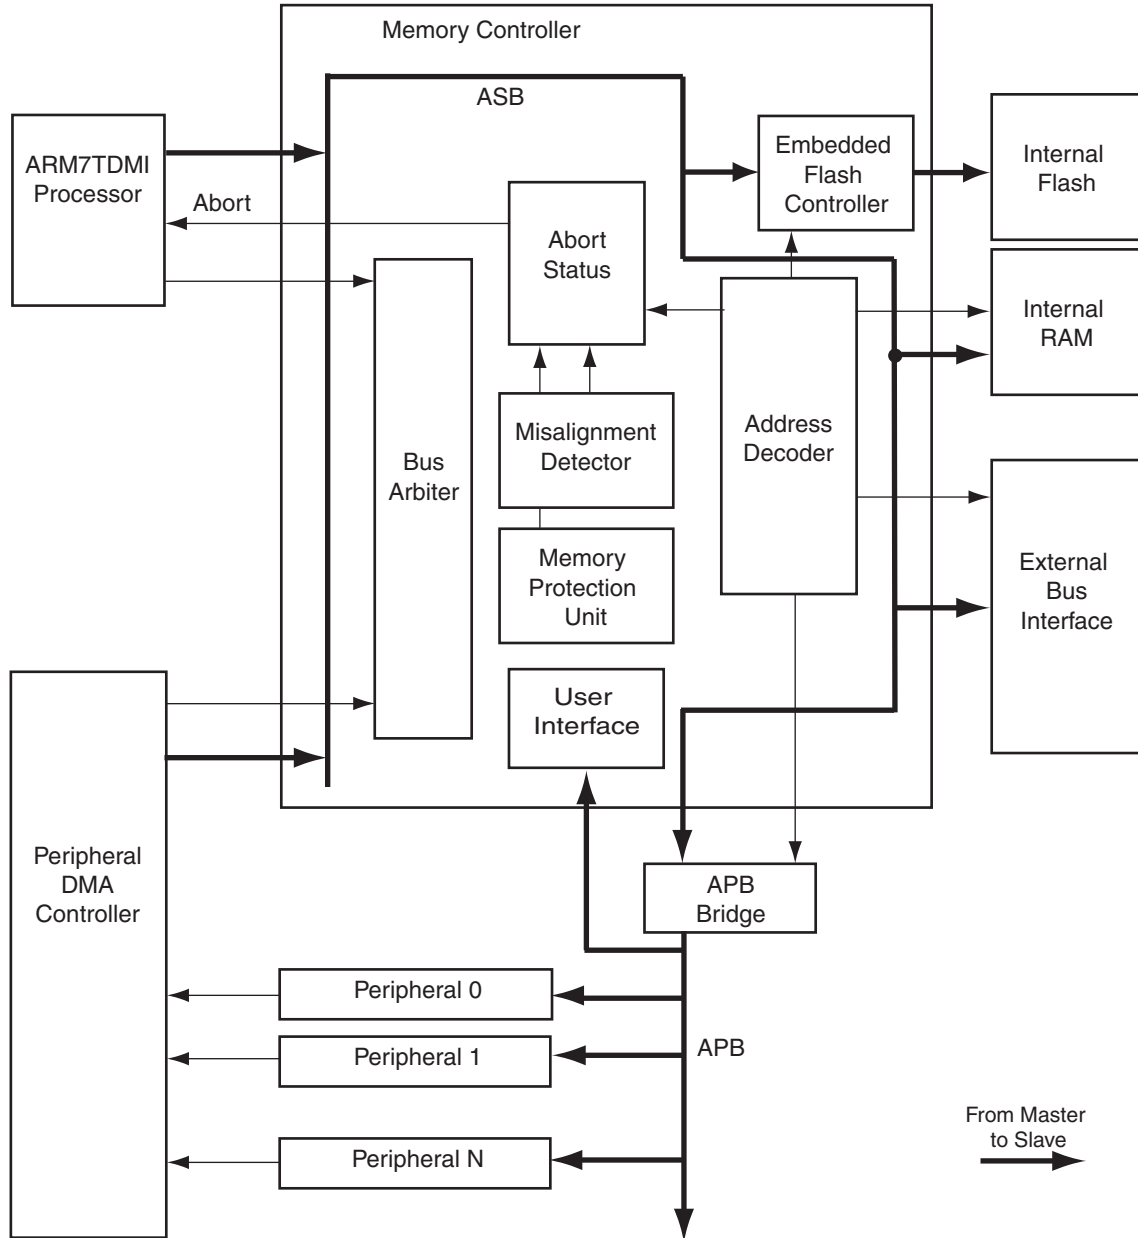 Memory Controller
ASB
ARM7TDMI
Processor
Abort
Embedded
Flash
Controller
Internal
Flash
Abort
Status
Internal
RAM
Misalignment
Detector
Address
Decoder
Bus
Arbiter
Memory
Protection
Unit
External
Bus
Interface
User
Interface
Peripheral
DMA
Controller
APB
Bridge
Peripheral 0
Peripheral 1
APB
Peripheral N
From Master
to Slave